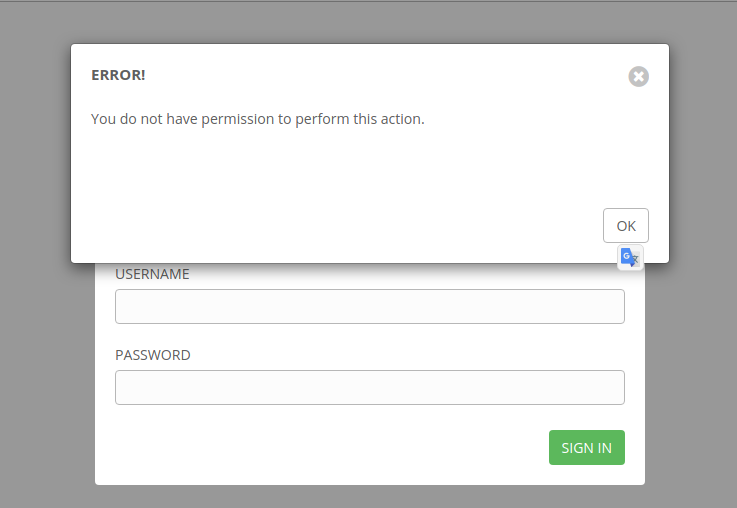 ERROR!
You do not have permission to perform this action.
OK
G
USERNAME
PASSWORD
SIGN IN